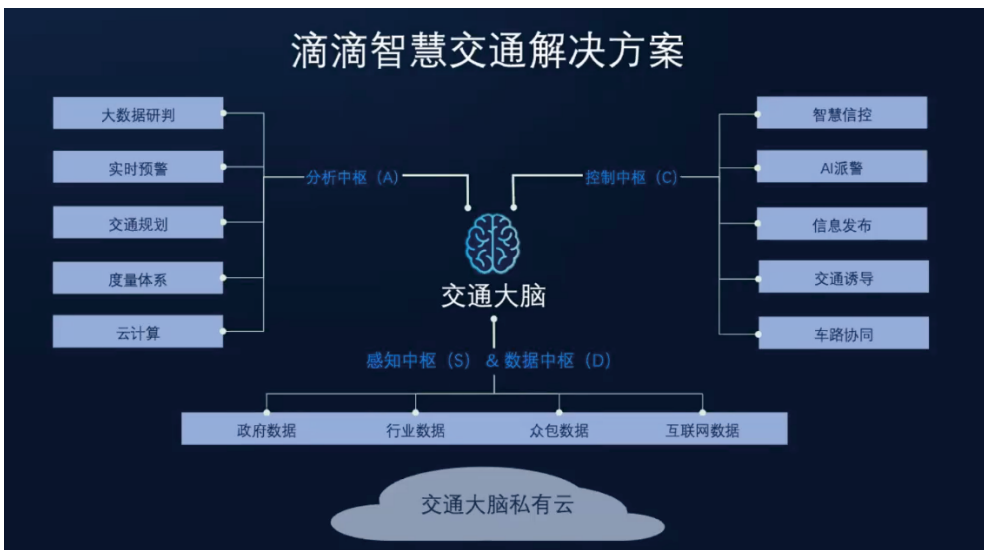 滴滴智慧交通解决方案
大数据研判
实时预警
交通规划
度量体系
云计算
分析中枢（A）
控制中枢（C）
智慧信控
AI派警
信息发布
交通诱导
车路协同
交通大脑
感知中枢（S） & 数据中枢（D）
政府数据 行业数据 众包数据 互联网数据
交通大脑私有云